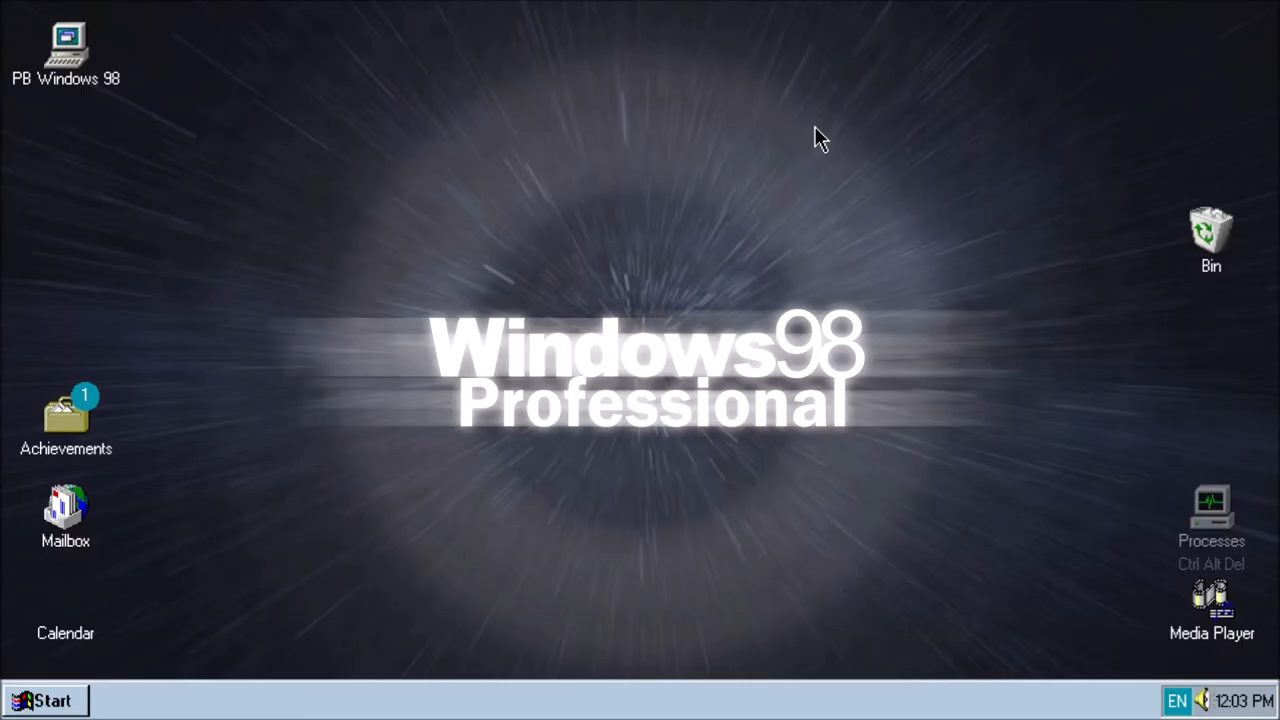 PB Windows 98
Bin
Windows98
Professional
1
Achievements
Mailbox
Processes
Ctrl Alt Del
Calendar
Media Player
Start
EN
12:03 PM